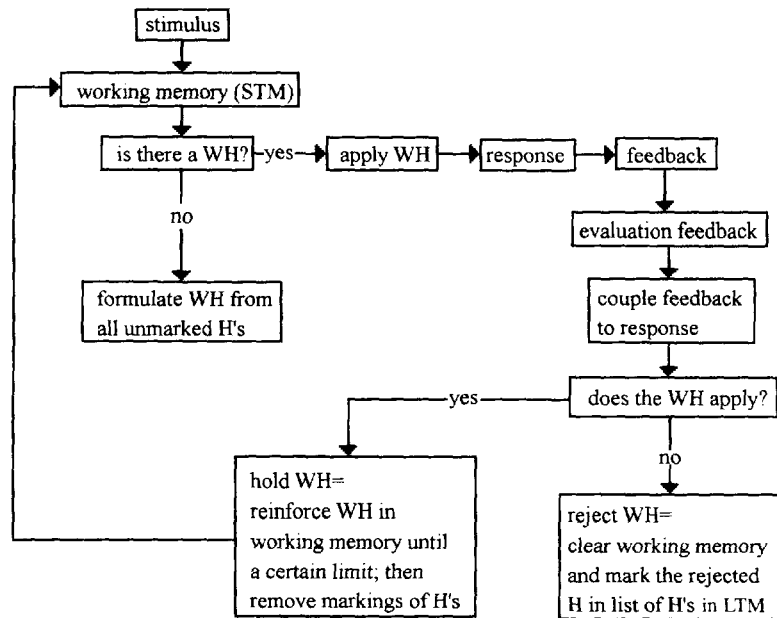 stimulus
working memory (STM)
is there a WH?
yes
apply WH
response
feedback
no
evaluation feedback
formulate WH from
all unmarked H's
couple feedback
to response
does the WH apply?
yes
no
hold WH=
reinforce WH in
working memory until
a certain limit; then
remove markings of H's
reject WH=
clear working memory
and mark the rejected
H in list of H's in LTM